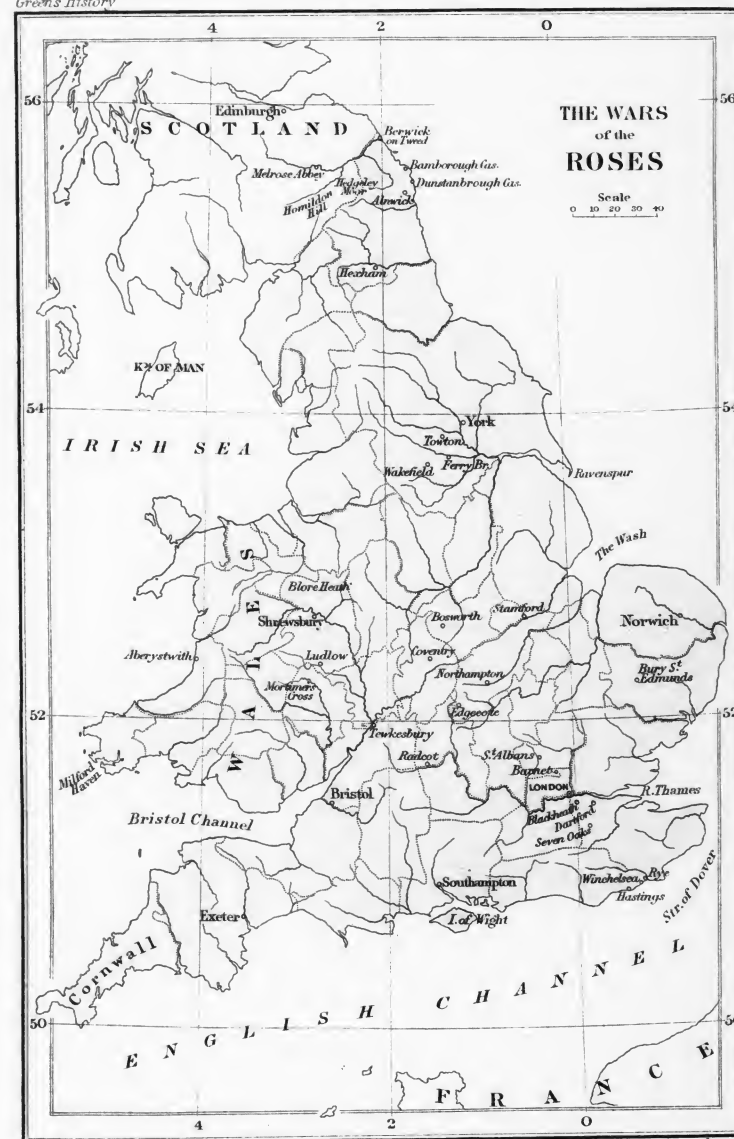 Green's History
4 2 0
56 56
THE WARS
of the
ROSES
Scale
0 10 20 30 40
Edinburgh
SCOTLAND
Berwick
on Tweed
Melrose Abbey
Bamborough Cas.
Hedgeley
Moor
Dunstanbrough Cas.
Homildon
Hill
Alnwick
Hexham
KM. OF MAN
54 54
York
Towton
IRISH SEA
Wakefield
Ferry Br.
Ravenspur
The Wash
WALES
Blore Heath
Shrewsbury
Bosworth
Stamford
Norwich
Aberystwith
Ludlow
Coventry
Bury St.
Edmunds
Mortimers
Cross
Northampton
52 52
Edgecote
Tewkesbury
Milford
Haven
Radcot
St. Albans
Barnet
LONDON
R. Thames
Bristol
Bristol Channel
Blackheath
Dartford
Seven Oaks
Southampton
Winchelsea
Rye
Hastings
Str. of Dover
Exeter
I. of Wight
Cornwall
ENGLISH CHANNEL
50 50
FRANCE
4 2 0